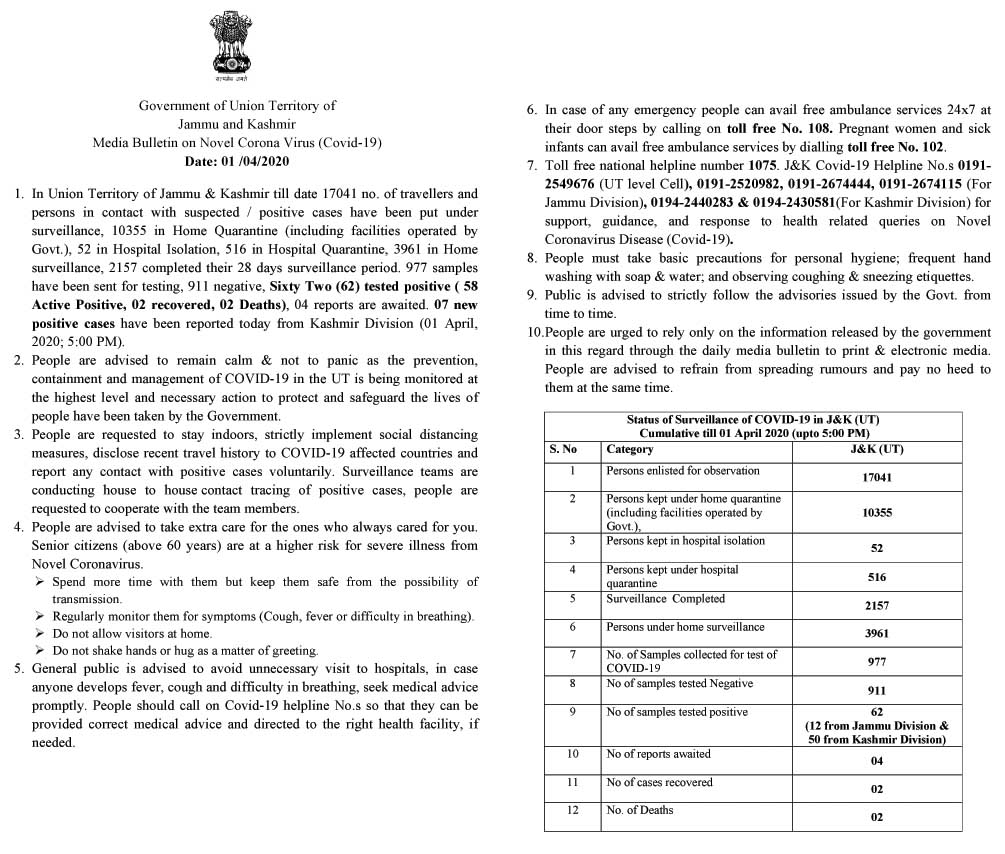 सत्यमेव जयते
Government of Union Territory of
Jammu and Kashmir
Media Bulletin on Novel Corona Virus (Covid-19)
Date: 01 /04/2020
1. In Union Territory of Jammu & Kashmir till date 17041 no. of travellers and
persons in contact with suspected / positive cases have been put under
surveillance, 10355 in Home Quarantine (including facilities operated by
Govt.), 52 in Hospital Isolation, 516 in Hospital Quarantine, 3961 in Home
surveillance, 2157 completed their 28 days surveillance period. 977 samples
have been sent for testing, 911 negative, Sixty Two (62) tested positive ( 58
Active Positive, 02 recovered, 02 Deaths), 04 reports are awaited. 07 new
positive cases have been reported today from Kashmir Division (01 April,
2020; 5:00 PM).
2. People are advised to remain calm & not to panic as the prevention,
containment and management of COVID-19 in the UT is being monitored at
the highest level and necessary action to protect and safeguard the lives of
people have been taken by the Government.
3. People are requested to stay indoors, strictly implement social distancing
measures, disclose recent travel history to COVID-19 affected countries and
report any contact with positive cases voluntarily. Surveillance teams are
conducting house to house contact tracing of positive cases, people are
requested to cooperate with the team members.
4. People are advised to take extra care for the ones who always cared for you.
Senior citizens (above 60 years) are at a higher risk for severe illness from
Novel Coronavirus.
➢ Spend more time with them but keep them safe from the possibility of
transmission.
➢ Regularly monitor them for symptoms (Cough, fever or difficulty in breathing).
➢ Do not allow visitors at home.
➢ Do not shake hands or hug as a matter of greeting.
5. General public is advised to avoid unnecessary visit to hospitals, in case
anyone develops fever, cough and difficulty in breathing, seek medical advice
promptly. People should call on Covid-19 helpline No.s so that they can be
provided correct medical advice and directed to the right health facility, if
needed.
6. In case of any emergency people can avail free ambulance services 24x7 at
their door steps by calling on toll free No. 108. Pregnant women and sick
infants can avail free ambulance services by dialling toll free No. 102.
7. Toll free national helpline number 1075. J&K Covid-19 Helpline No.s 0191-
2549676 (UT level Cell), 0191-2520982, 0191-2674444, 0191-2674115 (For
Jammu Division), 0194-2440283 & 0194-2430581(For Kashmir Division) for
support, guidance, and response to health related queries on Novel
Coronavirus Disease (Covid-19).
8. People must take basic precautions for personal hygiene; frequent hand
washing with soap & water; and observing coughing & sneezing etiquettes.
9. Public is advised to strictly follow the advisories issued by the Govt. from
time to time.
10.People are urged to rely only on the information released by the government
in this regard through the daily media bulletin to print & electronic media.
People are advised to refrain from spreading rumours and pay no heed to
them at the same time.
Status of Surveillance of COVID-19 in J&K (UT)
Cumulative till 01 April 2020 (upto 5:00 PM)
S. No Category J&K (UT)
1 Persons enlisted for observation 17041
2 Persons kept under home quarantine
(including facilities operated by 10355
Govt.),
3 Persons kept in hospital isolation 52
4 Persons kept under hospital
quarantine 516
5 Surveillance Completed 2157
6 Persons under home surveillance 3961
7 No. of Samples collected for test of
COVID-19 977
8 No of samples tested Negative 911
9 No of samples tested positive 62
(12 from Jammu Division &
50 from Kashmir Division)
10 No of reports awaited 04
11 No of cases recovered 02
12 No. of Deaths 02